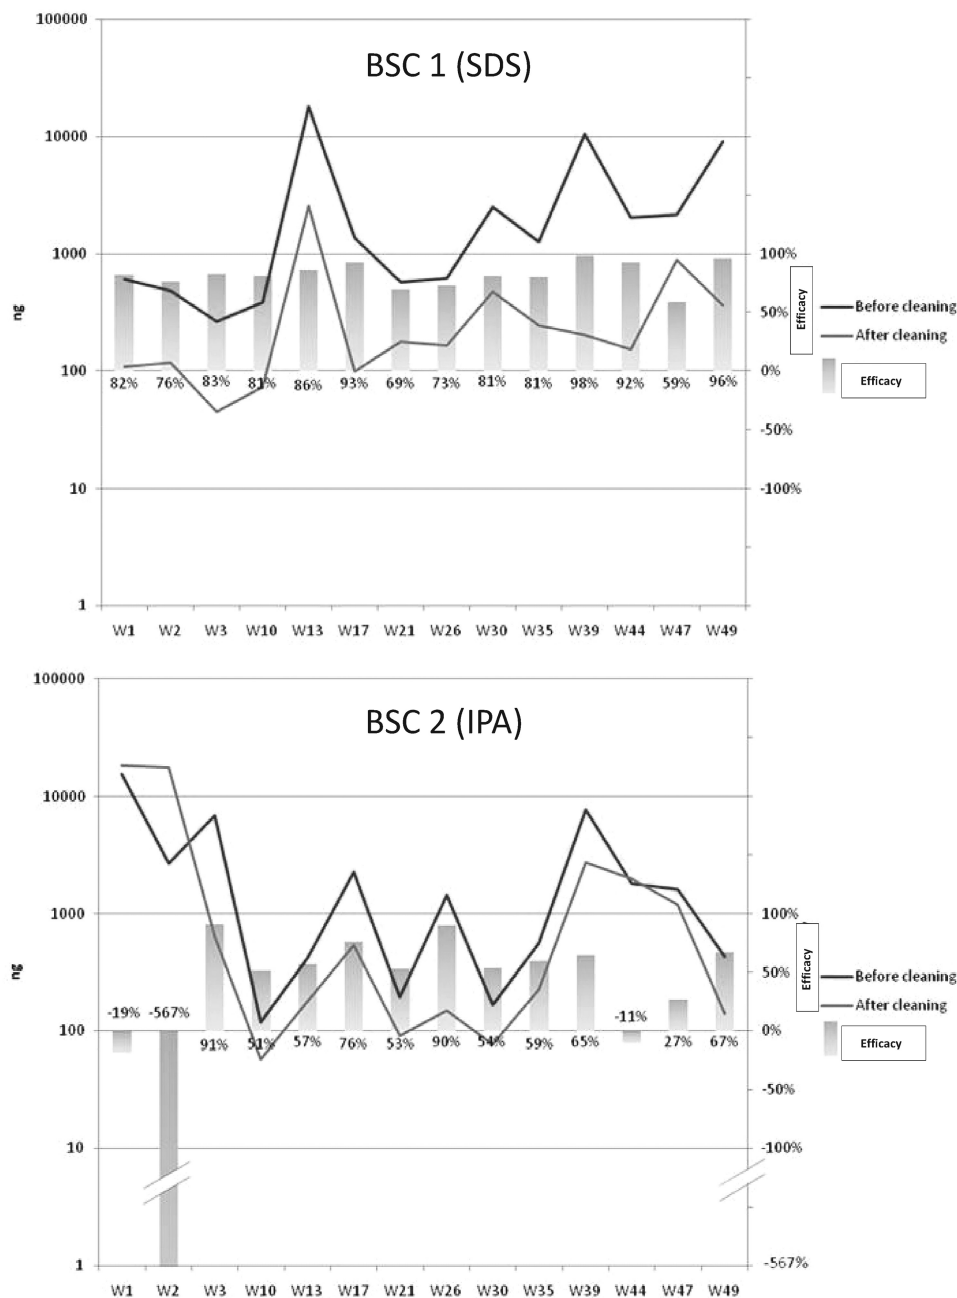 BSC 1 (SDS)
100000
10000
1000
100
10
1
ng
100%
50%
0%
-50%
-100%
Efficacy
Before cleaning
After cleaning
Efficacy
82% 76% 83% 81% 86% 93% 69% 73% 81% 81% 98% 92% 59% 96%
W1 W2 W3 W10 W13 W17 W21 W26 W30 W35 W39 W44 W47 W49
BSC 2 (IPA)
100000
10000
1000
100
10
1
ng
100%
50%
0%
-50%
-100%
-567%
Efficacy
Before cleaning
After cleaning
Efficacy
-19% -567% 91% 51% 57% 76% 53% 90% 54% 59% 65% -11% 27% 67%
W1 W2 W3 W10 W13 W17 W21 W26 W30 W35 W39 W44 W47 W49